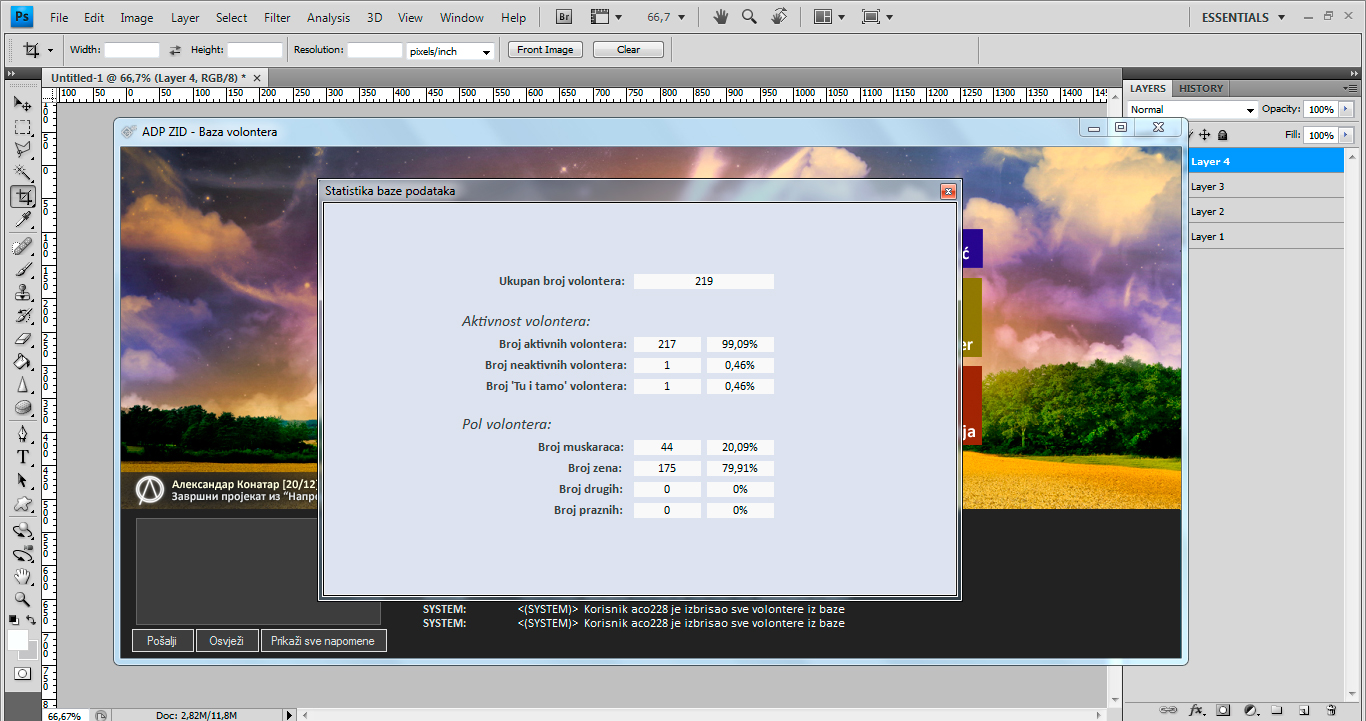 Ps File Edit Image Layer Select Filter Analysis 3D View Window Help Br 66,7 ESSENTIALS
Width: Height: Resolution: pixels/inch Front Image Clear
Untitled-1 @ 66,7% (Layer 4, RGB/8) *
100 50 0 50 100 150 200 250 300 350 400 450 500 550 600 650 700 750 800 850 900 950 1000 1050 1100 1150 1200 1250 1300 1350 1400
LAYERS HISTORY
Normal Opacity: 100%
Fill: 100%
Layer 4
Layer 3
Layer 2
Layer 1
ADP ZID - Baza volontera
Statistika baze podataka
Ukupan broj volontera: 219
Aktivnost volontera:
Broj aktivnih volontera: 217 99,09%
Broj neaktivnih volontera: 1 0,46%
Broj 'Tu i tamo' volontera: 1 0,46%
Pol volontera:
Broj muskaraca: 44 20,09%
Broj zena: 175 79,91%
Broj drugih: 0 0%
Broj praznih: 0 0%
ć
er
ja
Александар Конатар [20/12]
Завршни пројекат из "Напре
SYSTEM: <(SYSTEM)> Korisnik aco228 je izbrisao sve volontere iz baze
SYSTEM: <(SYSTEM)> Korisnik aco228 je izbrisao sve volontere iz baze
Pošalji Osvježi Prikaži sve napomene
66,67% Doc: 2,82M/11,8M